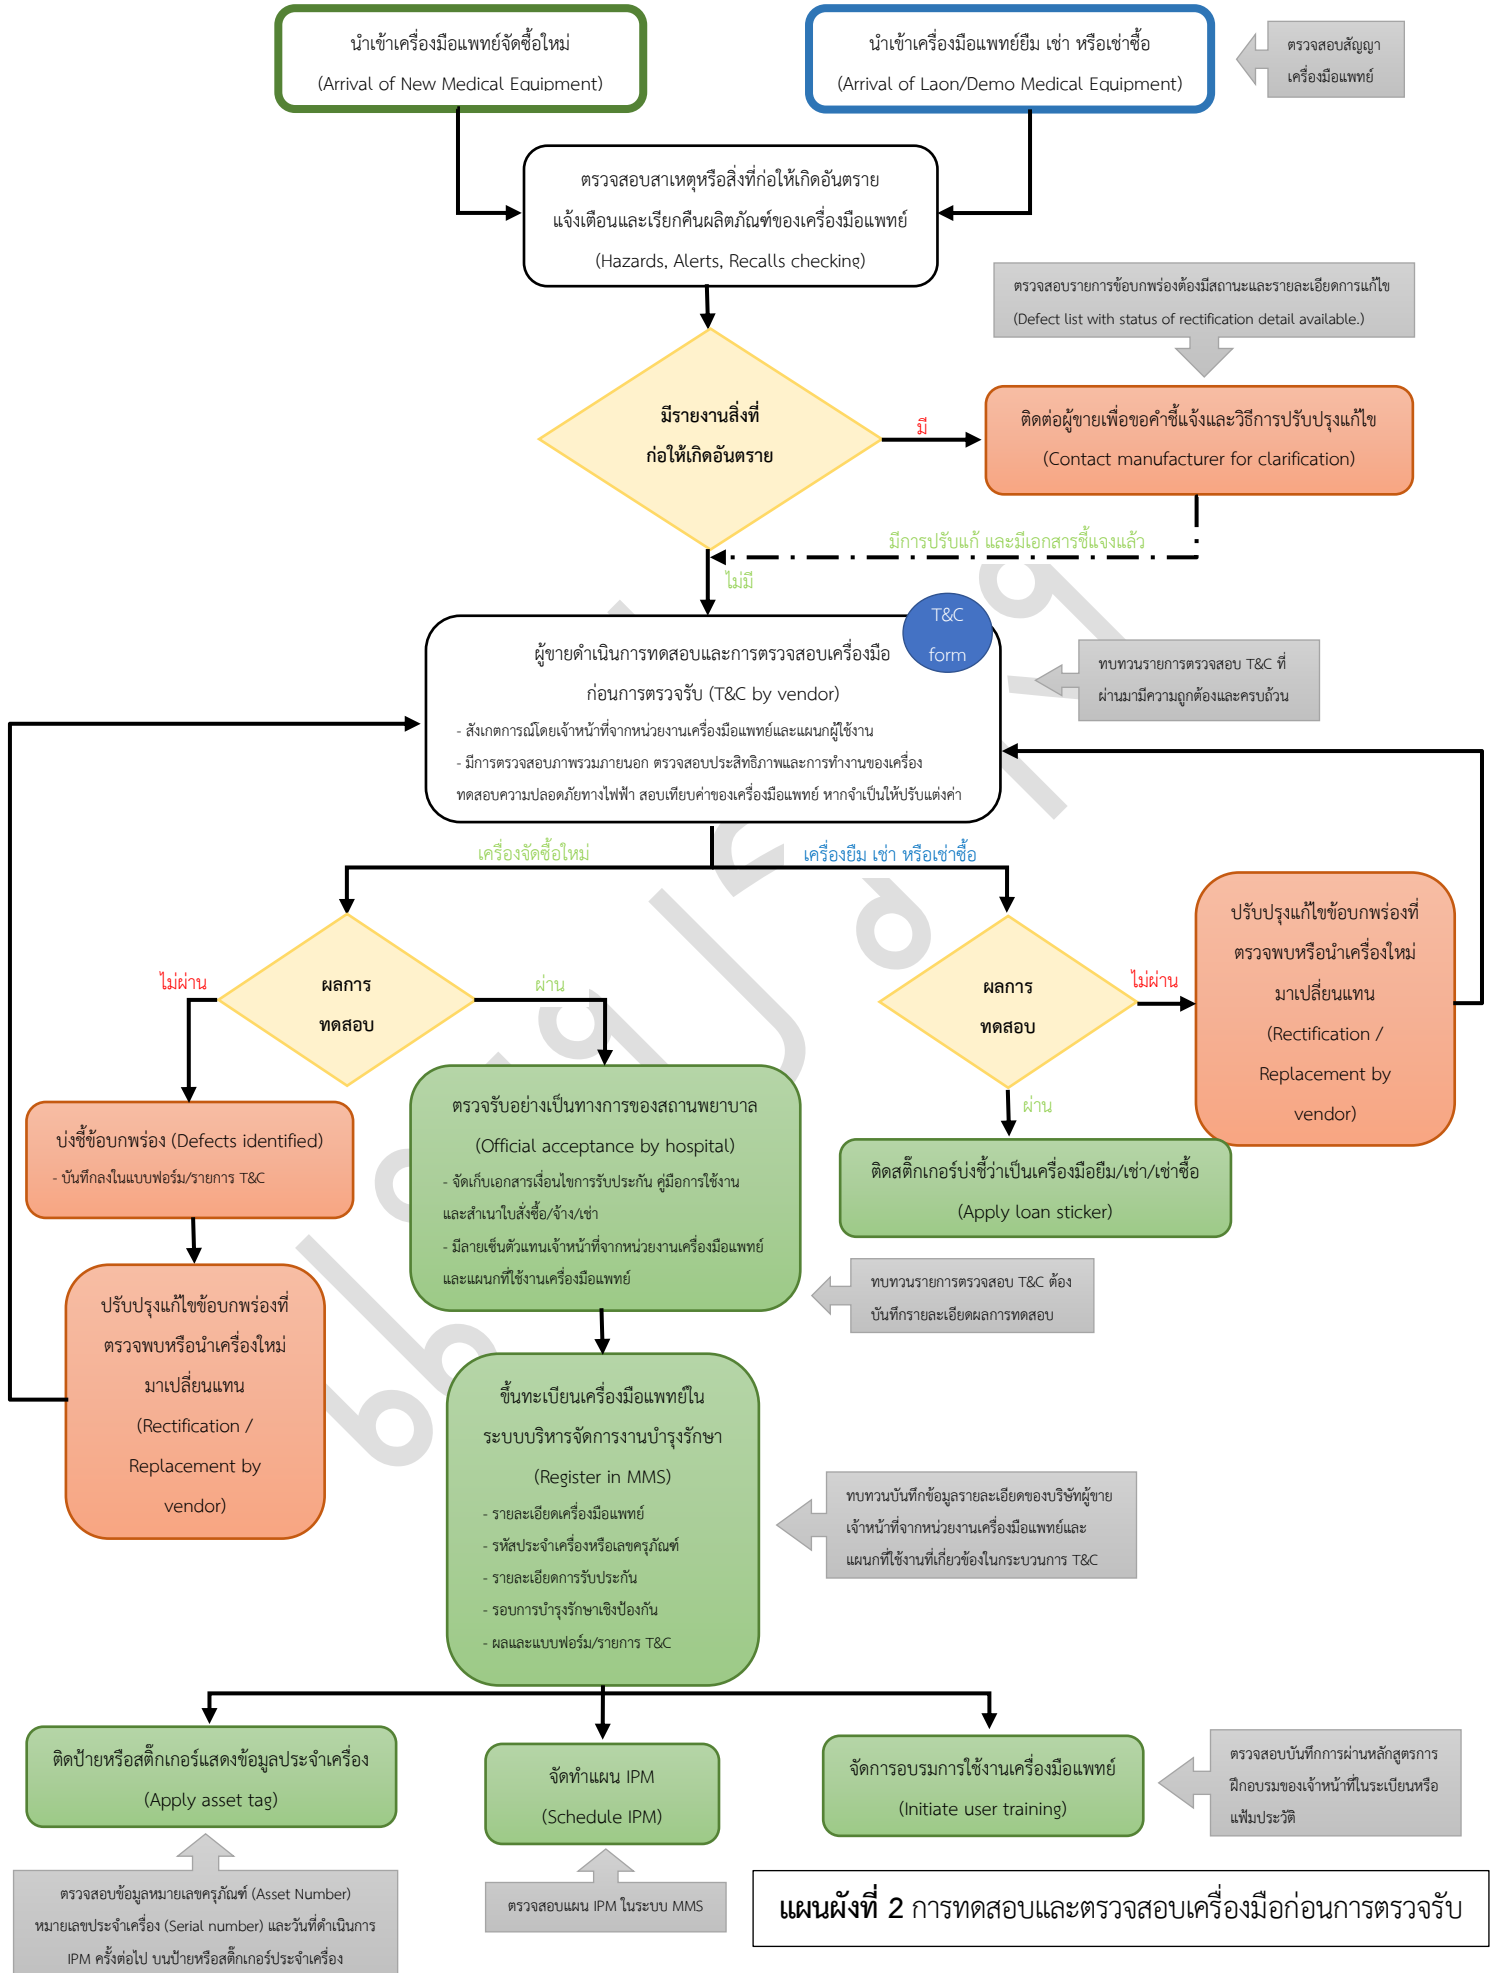 นำเข้าเครื่องมือแพทย์จัดซื้อใหม่
(Arrival of New Medical Equipment)
นำเข้าเครื่องมือแพทย์ยืม เช่า หรือเช่าซื้อ
(Arrival of Laon/Demo Medical Equipment)
ตรวจสอบสัญญา
เครื่องมือแพทย์
ตรวจสอบสาเหตุหรือสิ่งที่ก่อให้เกิดอันตราย
แจ้งเตือนและเรียกคืนผลิตภัณฑ์ของเครื่องมือแพทย์
(Hazards, Alerts, Recalls checking)
ตรวจสอบรายการข้อบกพร่องต้องมีสถานะและรายละเอียดการแก้ไข
(Defect list with status of rectification detail available.)
มีรายงานสิ่งที่
ก่อให้เกิดอันตราย
มี
ติดต่อผู้ขายเพื่อขอคำชี้แจ้งและวิธีการปรับปรุงแก้ไข
(Contact manufacturer for clarification)
มีการปรับแก้ และมีเอกสารชี้แจงแล้ว
ไม่มี
T&C
form
ผู้ขายดำเนินการทดสอบและการตรวจสอบเครื่องมือ
ก่อนการตรวจรับ (T&C by vendor)
- สังเกตการณ์โดยเจ้าหน้าที่จากหน่วยงานเครื่องมือแพทย์และแผนกผู้ใช้งาน
- มีการตรวจสอบภาพรวมภายนอก ตรวจสอบประสิทธิภาพและการทำงานของเครื่อง
ทดสอบความปลอดภัยทางไฟฟ้า สอบเทียบค่าของเครื่องมือแพทย์ หากจำเป็นให้ปรับแต่งค่า
ทบทวนรายการตรวจสอบ T&C ที่
ผ่านมามีความถูกต้องและครบถ้วน
เครื่องจัดซื้อใหม่
เครื่องยืม เช่า หรือเช่าซื้อ
ไม่ผ่าน
ผลการ
ทดสอบ
ผ่าน
ผลการ
ทดสอบ
ไม่ผ่าน
ผ่าน
ปรับปรุงแก้ไขข้อบกพร่องที่
ตรวจพบหรือนำเครื่องใหม่
มาเปลี่ยนแทน
(Rectification /
Replacement by
vendor)
บ่งชี้ข้อบกพร่อง (Defects identified)
- บันทึกลงในแบบฟอร์ม/รายการ T&C
ตรวจรับอย่างเป็นทางการของสถานพยาบาล
(Official acceptance by hospital)
- จัดเก็บเอกสารเงื่อนไขการรับประกัน คู่มือการใช้งาน
และสำเนาใบสั่งซื้อ/จ้าง/เช่า
- มีลายเซ็นตัวแทนเจ้าหน้าที่จากหน่วยงานเครื่องมือแพทย์
และแผนกที่ใช้งานเครื่องมือแพทย์
ติดสติ๊กเกอร์บ่งชี้ว่าเป็นเครื่องมือยืม/เช่า/เช่าซื้อ
(Apply loan sticker)
ทบทวนรายการตรวจสอบ T&C ต้อง
บันทึกรายละเอียดผลการทดสอบ
ปรับปรุงแก้ไขข้อบกพร่องที่
ตรวจพบหรือนำเครื่องใหม่
มาเปลี่ยนแทน
(Rectification /
Replacement by
vendor)
ขึ้นทะเบียนเครื่องมือแพทย์ใน
ระบบบริหารจัดการงานบำรุงรักษา
(Register in MMS)
- รายละเอียดเครื่องมือแพทย์
- รหัสประจำเครื่องหรือเลขครุภัณฑ์
- รายละเอียดการรับประกัน
- รอบการบำรุงรักษาเชิงป้องกัน
- ผลและแบบฟอร์ม/รายการ T&C
ทบทวนบันทึกข้อมูลรายละเอียดของบริษัทผู้ขาย
เจ้าหน้าที่จากหน่วยงานเครื่องมือแพทย์และ
แผนกที่ใช้งานที่เกี่ยวข้องในกระบวนการ T&C
ติดป้ายหรือสติ๊กเกอร์แสดงข้อมูลประจำเครื่อง
(Apply asset tag)
จัดทำแผน IPM
(Schedule IPM)
จัดการอบรมการใช้งานเครื่องมือแพทย์
(Initiate user training)
ตรวจสอบบันทึกการผ่านหลักสูตรการ
ฝึกอบรมของเจ้าหน้าที่ในระเบียนหรือ
แฟ้มประวัติ
ตรวจสอบข้อมูลหมายเลขครุภัณฑ์ (Asset Number)
หมายเลขประจำเครื่อง (Serial number) และวันที่ดำเนินการ
IPM ครั้งต่อไป บนป้ายหรือสติ๊กเกอร์ประจำเครื่อง
ตรวจสอบแผน IPM ในระบบ MMS
แผนผังที่ 2 การทดสอบและตรวจสอบเครื่องมือก่อนการตรวจรับ